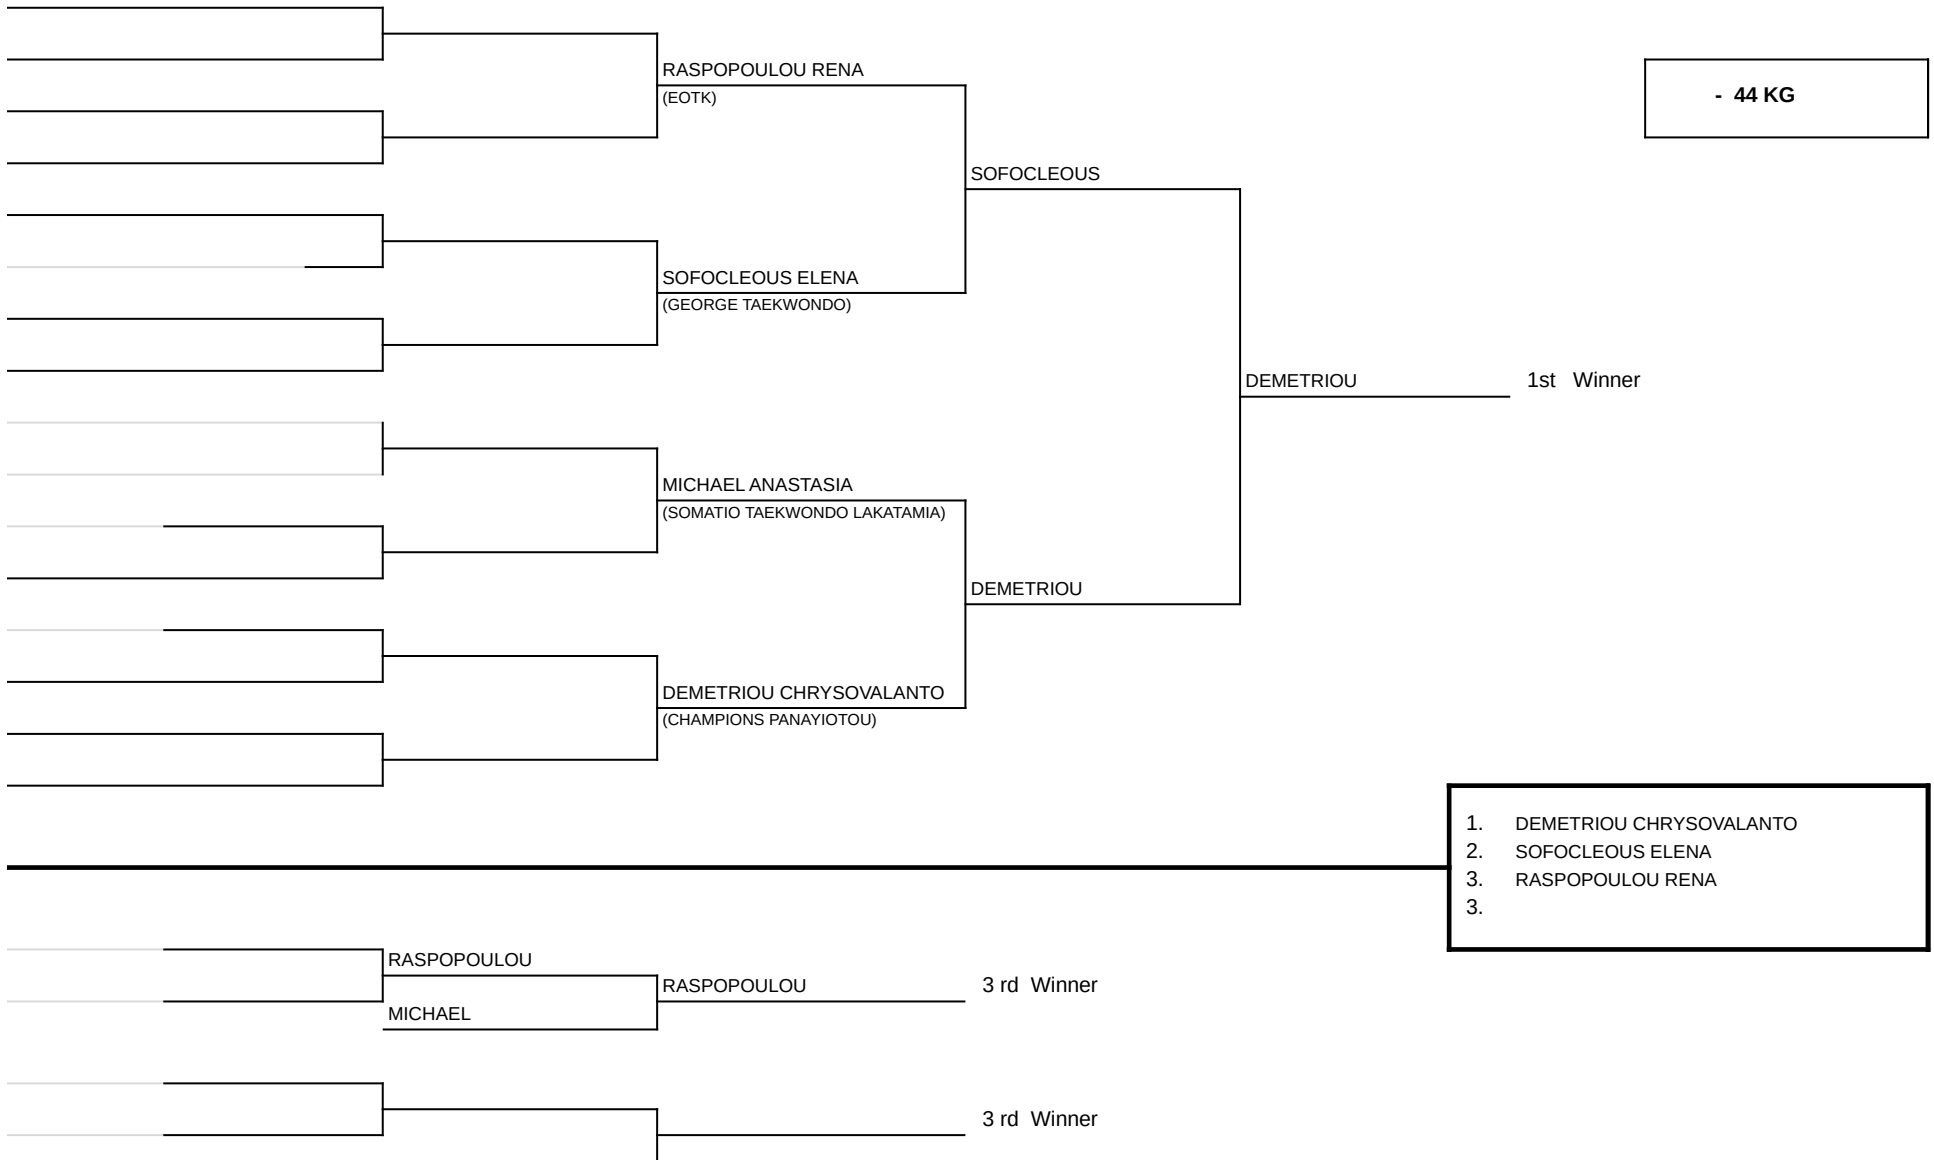 RASPOPOULOU RENA
(EOTK)
- 44 KG
SOFOCLEOUS
SOFOCLEOUS ELENA
(GEORGE TAEKWONDO)
DEMETRIOU
1st Winner
MICHAEL ANASTASIA
(SOMATIO TAEKWONDO LAKATAMIA)
DEMETRIOU
DEMETRIOU CHRYSOVALANTO
(CHAMPIONS PANAYIOTOU)
1. DEMETRIOU CHRYSOVALANTO
2. SOFOCLEOUS ELENA
3. RASPOPOULOU RENA
3.
RASPOPOULOU
RASPOPOULOU
3 rd Winner
MICHAEL
3 rd Winner